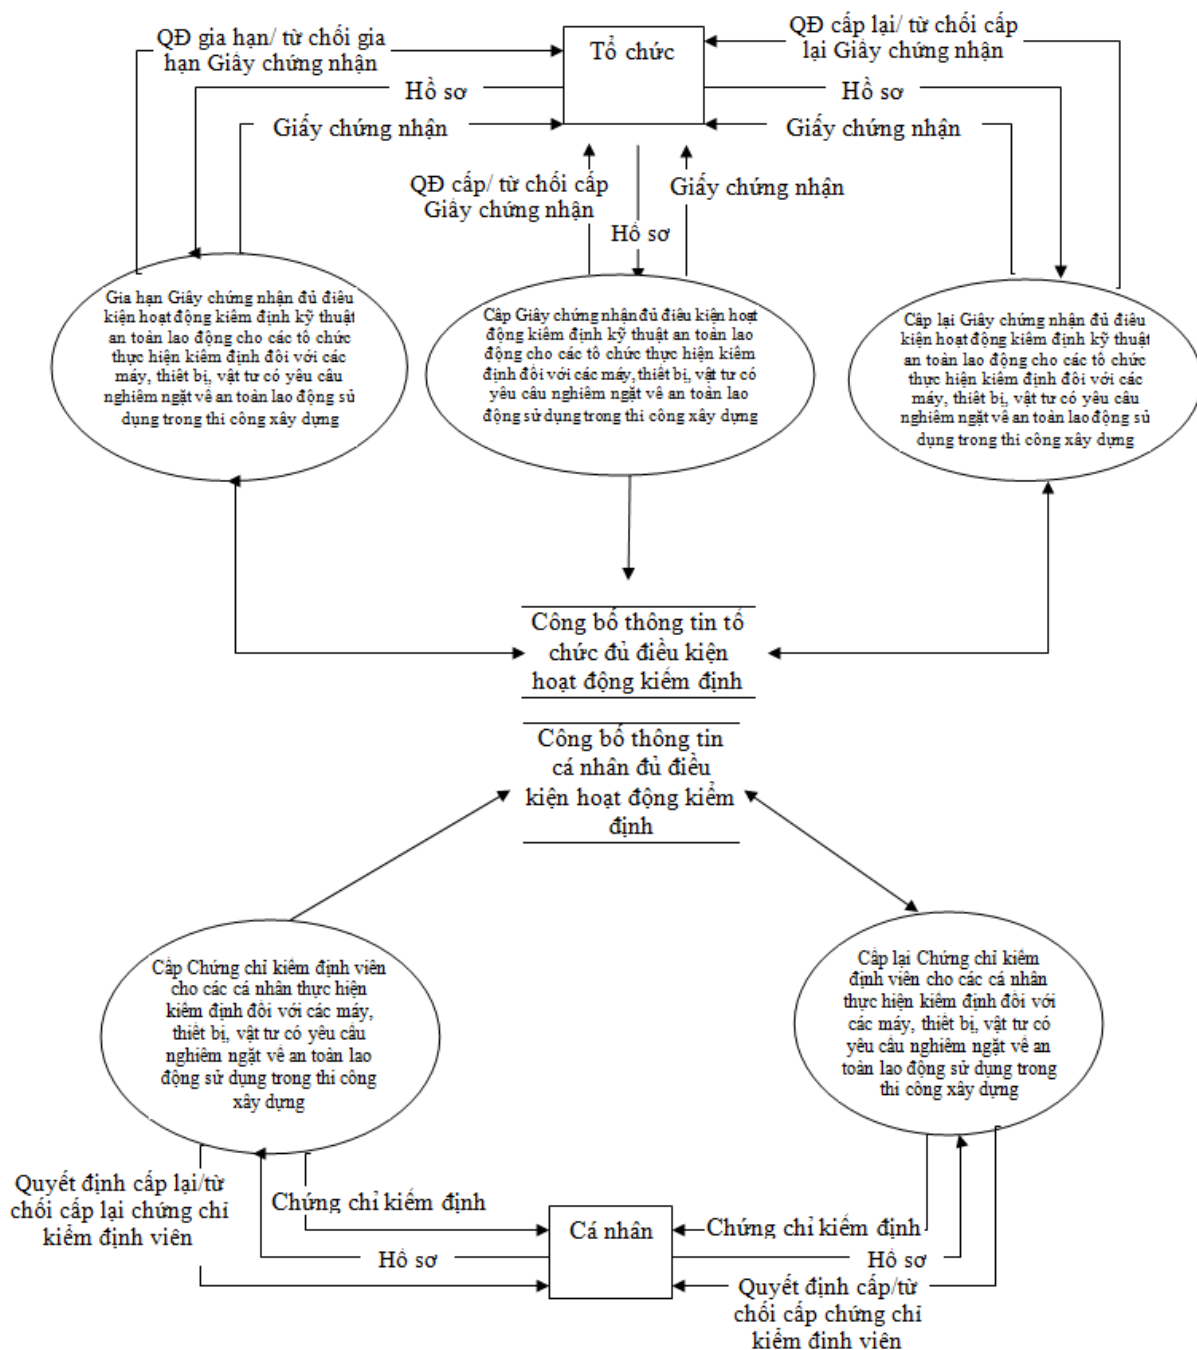 QĐ gia hạn/ từ chối gia
hạn Giấy chứng nhận
Tổ chức
QĐ cấp lại/ từ chối cấp
lại Giấy chứng nhận
Hồ sơ
Hồ sơ
Giấy chứng nhận
Giấy chứng nhận
QĐ cấp/ từ chối cấp
Giấy chứng nhận
Giấy chứng nhận
Hồ sơ
Gia hạn Giấy chứng nhận đủ điều
kiện hoạt động kiểm định kỹ thuật
an toàn lao động cho các tổ chức
thực hiện kiểm định đối với các
máy, thiết bị, vật tư có yêu cầu
nghiêm ngặt về an toàn lao động sử
dụng trong thi công xây dựng
Cấp Giấy chứng nhận đủ điều kiện hoạt
động kiểm định kỹ thuật an toàn lao
động cho các tổ chức thực hiện kiểm
định đối với các máy, thiết bị, vật tư có
yêu cầu nghiêm ngặt về an toàn lao
động sử dụng trong thi công xây dựng
Cấp lại Giấy chứng nhận đủ điều
kiện hoạt động kiểm định kỹ thuật
an toàn lao động cho các tổ chức
thực hiện kiểm định đối với các
máy, thiết bị, vật tư có yêu cầu
nghiêm ngặt về an toàn lao động sử
dụng trong thi công xây dựng
Công bố thông tin tổ
chức đủ điều kiện
hoạt động kiểm định
Công bố thông tin
cá nhân đủ điều
kiện hoạt động kiểm
định
Cấp Chứng chỉ kiểm định viên
cho các cá nhân thực hiện
kiểm định đối với các máy,
thiết bị, vật tư có yêu cầu
nghiêm ngặt về an toàn lao
động sử dụng trong thi công
xây dựng
Cấp lại Chứng chỉ kiểm
định viên cho các cá nhân
thực hiện kiểm định đối với
các máy, thiết bị, vật tư có
yêu cầu nghiêm ngặt về an
toàn lao động sử dụng trong
thi công xây dựng
Quyết định cấp lại/từ
chối cấp lại chứng chỉ
kiểm định viên
Chứng chỉ kiểm định
Hồ sơ
Cá nhân
Chứng chỉ kiểm định
Hồ sơ
Quyết định cấp/từ
chối cấp chứng chỉ
kiểm định viên